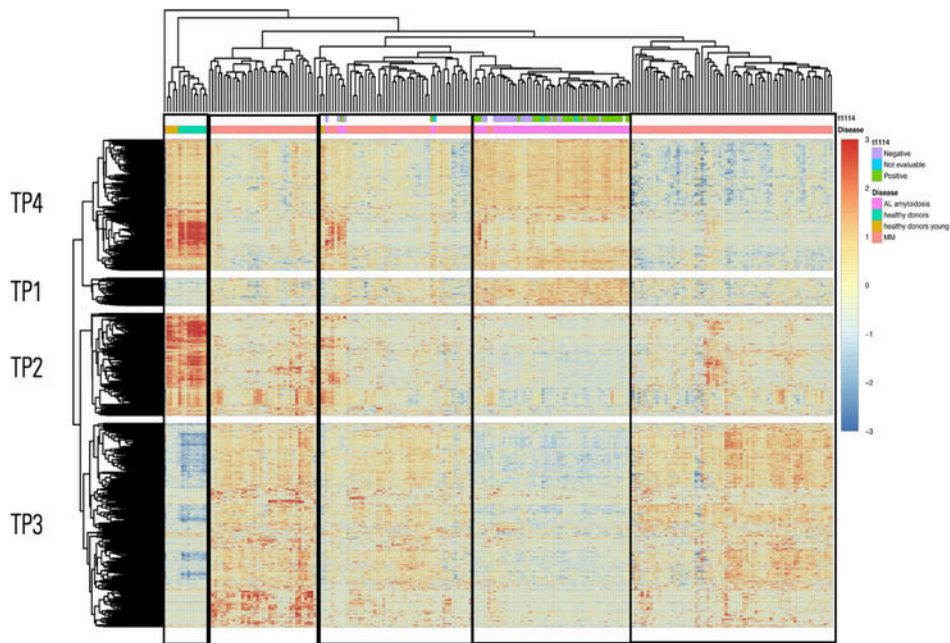 t1114
Disease
TP4
TP1
TP2
TP3
3
2
1
0
-1
-2
-3
t1114
Negative
Not evaluable
Positive
Disease
AL amyloidosis
healthy donors
healthy donors young
MM